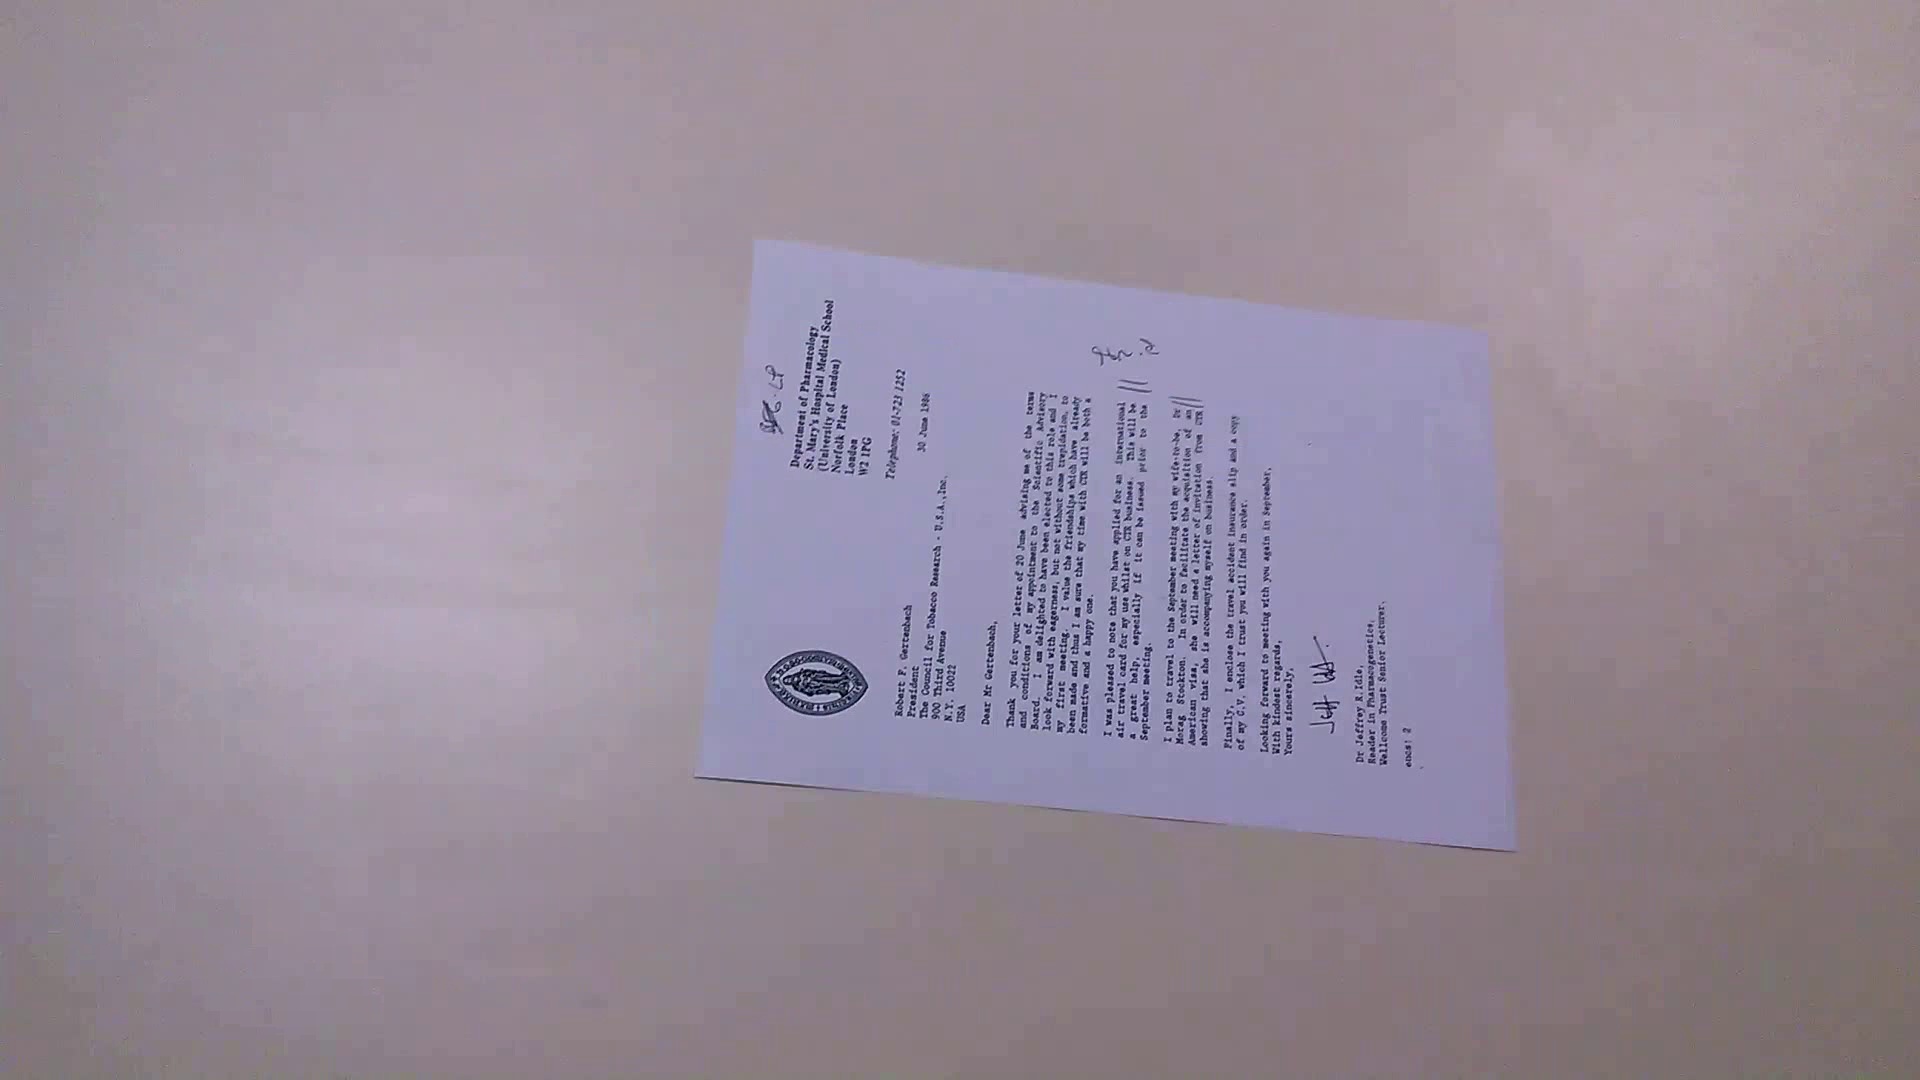 Department of Pharmacology
St. Mary's Hospital Medical School
(University of London)
Norfolk Place
London
W2 1PG
Telephone: 01-723 1252
30 June 1986
Robert F. Gertenbach
President
The Council for Tobacco Research - U.S.A., Inc.
900 Third Avenue
N.Y. 10022
USA
Dear Mr Gertenbach,
Thank you for your letter of 20 June advising me of the terms
and conditions of my appointment to the Scientific Advisory
Board. I am delighted to have been elected to this role and I
look forward with eagerness, but not without some trepidation, to
my first meeting. I value the friendships which have already
been made and thus I am sure that my time with CTR will be both a
formative and a happy one.
I was pleased to note that you have applied for an international
air travel card for my use whilst on CTR business. This will be
a great help, especially if it can be issued prior to the
September meeting.
I plan to travel to the September meeting with my wife-to-be, Dr
Morag Stockton. In order to facilitate the acquisition of an
American visa, she will need a letter of invitation from CTR
showing that she is accompanying myself on business.
Finally, I enclose the travel accident insurance slip and a copy
of my C.V. which I trust you will find in order.
Looking forward to meeting with you again in September,
With kindest regards,
Yours sincerely,
Dr Jeffrey R. Idle,
Reader in Pharmacogenetics,
Wellcome Trust Senior Lecturer,
encs: 2